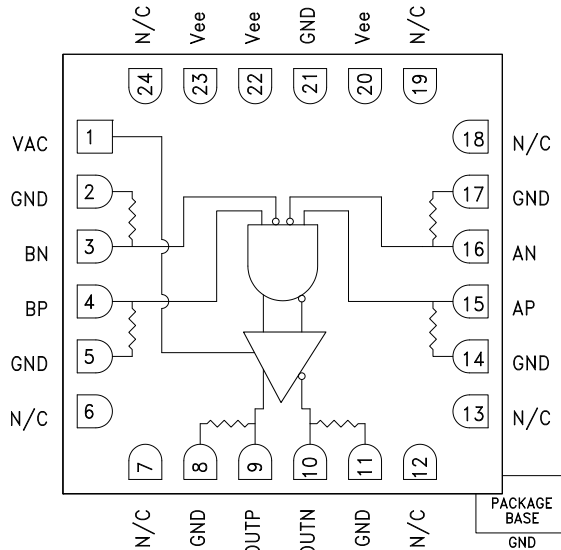 N/C Vee Vee GND Vee N/C
24 23 22 21 20 19
VAC 1 18 N/C
GND 2 17 GND
BN 3 16 AN
BP 4 15 AP
GND 5 14 GND
N/C 6 13 N/C
7 8 9 10 11 12
N/C GND OUTP OUTN GND N/C
PACKAGE
BASE
GND